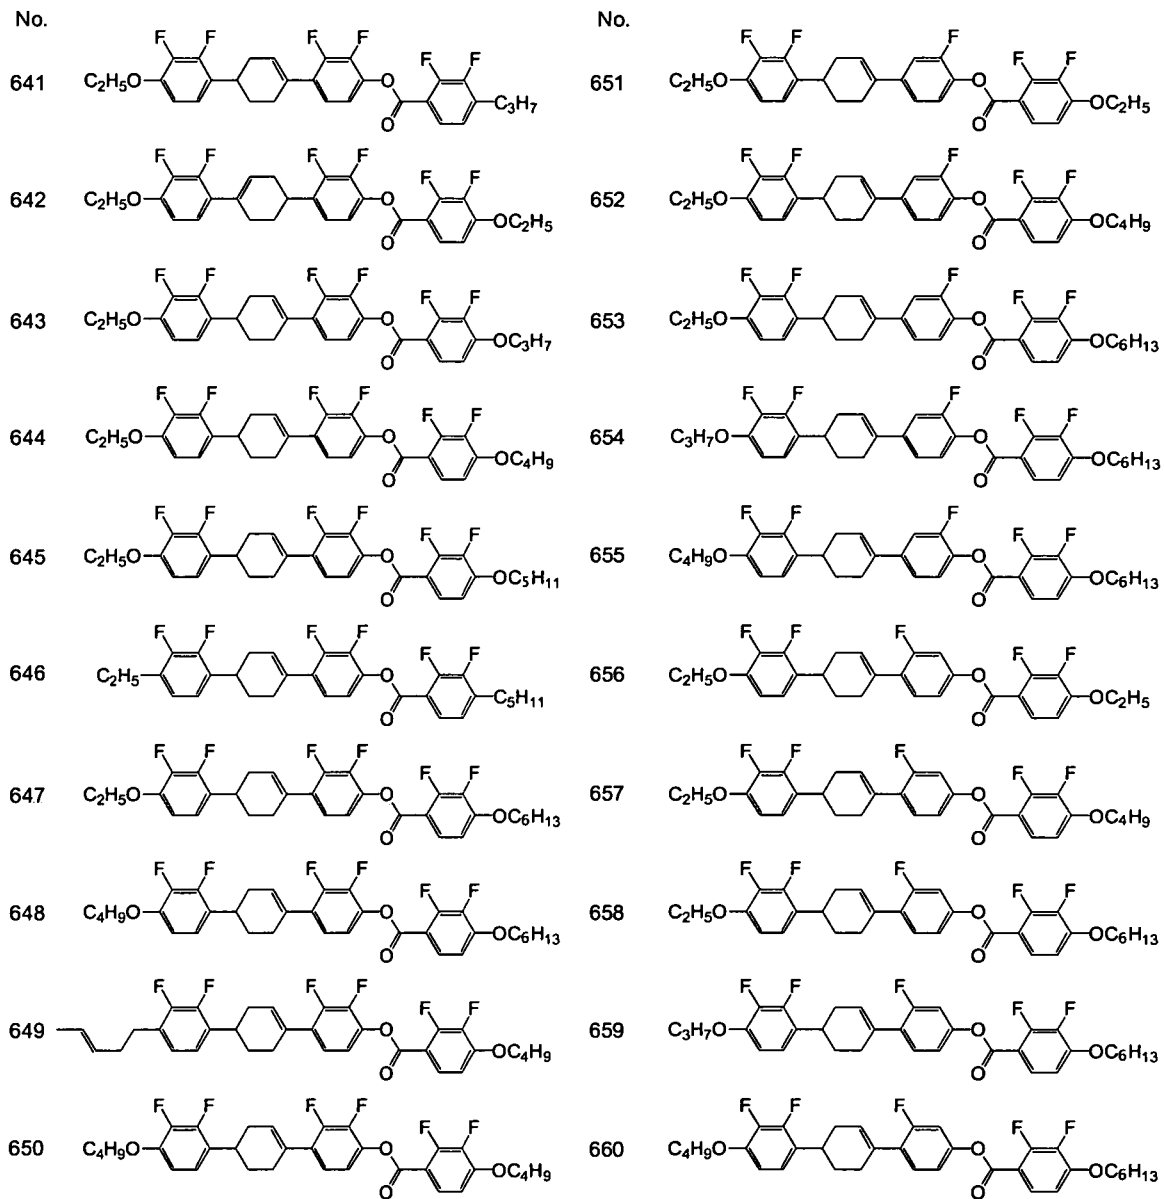 No.
641 C2H5O F F F F O O F F C3H7
642 C2H5O F F F F O O F F OC2H5
643 C2H5O F F F F O O F F OC3H7
644 C2H5O F F F F O O F F OC4H9
645 C2H5O F F F F O O F F OC5H11
646 C2H5 F F F F O O F F C5H11
647 C2H5O F F F F O O F F OC6H13
648 C4H9O F F F F O O F F OC6H13
649 F F F F O O F F OC4H9
650 C4H9O F F F F O O F F OC4H9
No.
651 C2H5O F F F O O F F OC2H5
652 C2H5O F F F O O F F OC4H9
653 C2H5O F F F O O F F OC6H13
654 C3H7O F F F O O F F OC6H13
655 C4H9O F F F O O F F OC6H13
656 C2H5O F F F O O F F OC2H5
657 C2H5O F F F O O F F OC4H9
658 C2H5O F F F O O F F OC6H13
659 C3H7O F F F O O F F OC6H13
660 C4H9O F F F O O F F OC6H13